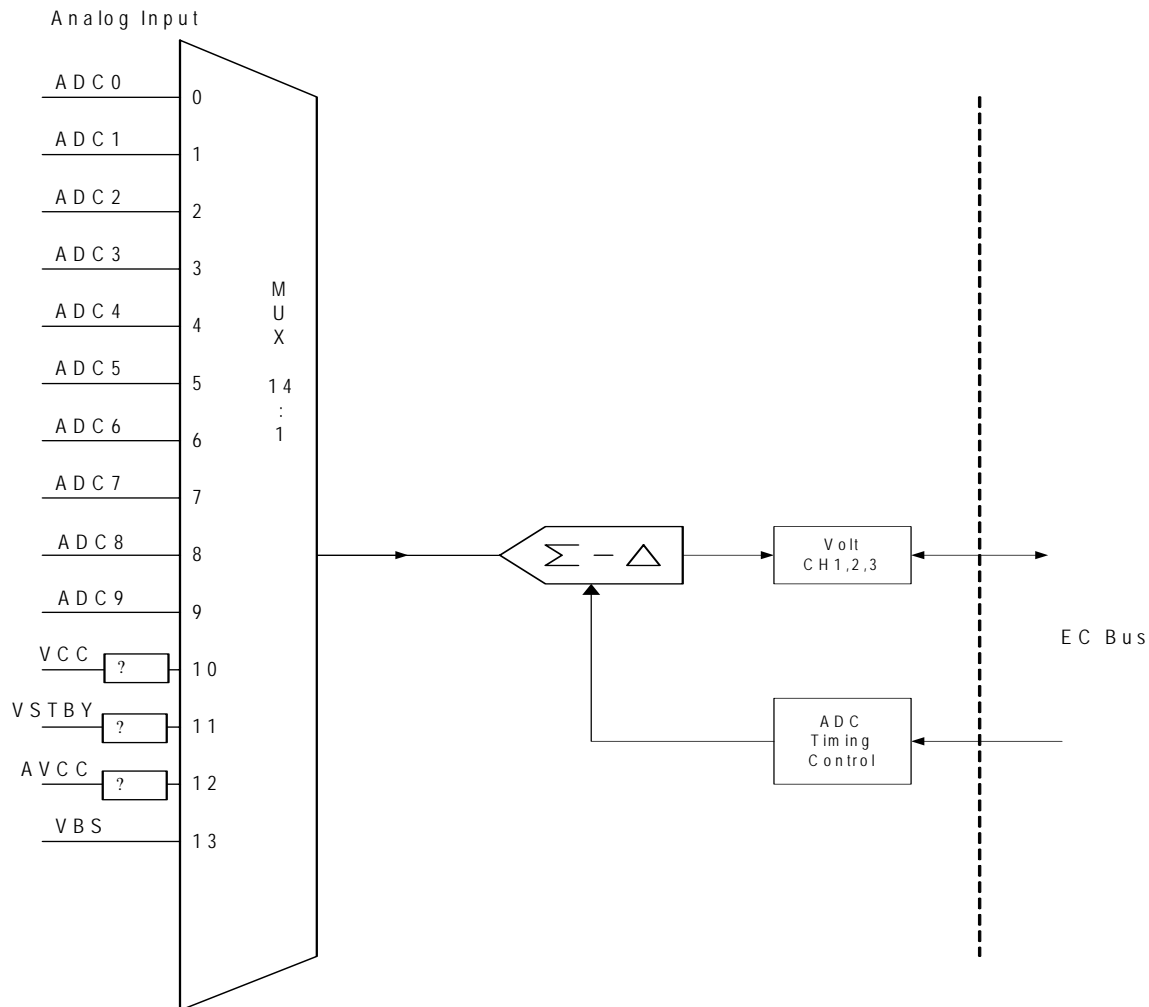 Analog Input
ADC0
0
ADC1
1
ADC2
2
ADC3
3
ADC4
4
ADC5
5
ADC6
6
ADC7
7
ADC8
8
ADC9
9
VCC
?
10
VSTBY
?
11
AVCC
?
12
VBS
13
M
U
X
14
:
1
Σ – Δ
Volt
CH1,2,3
EC Bus
ADC
Timing
Control